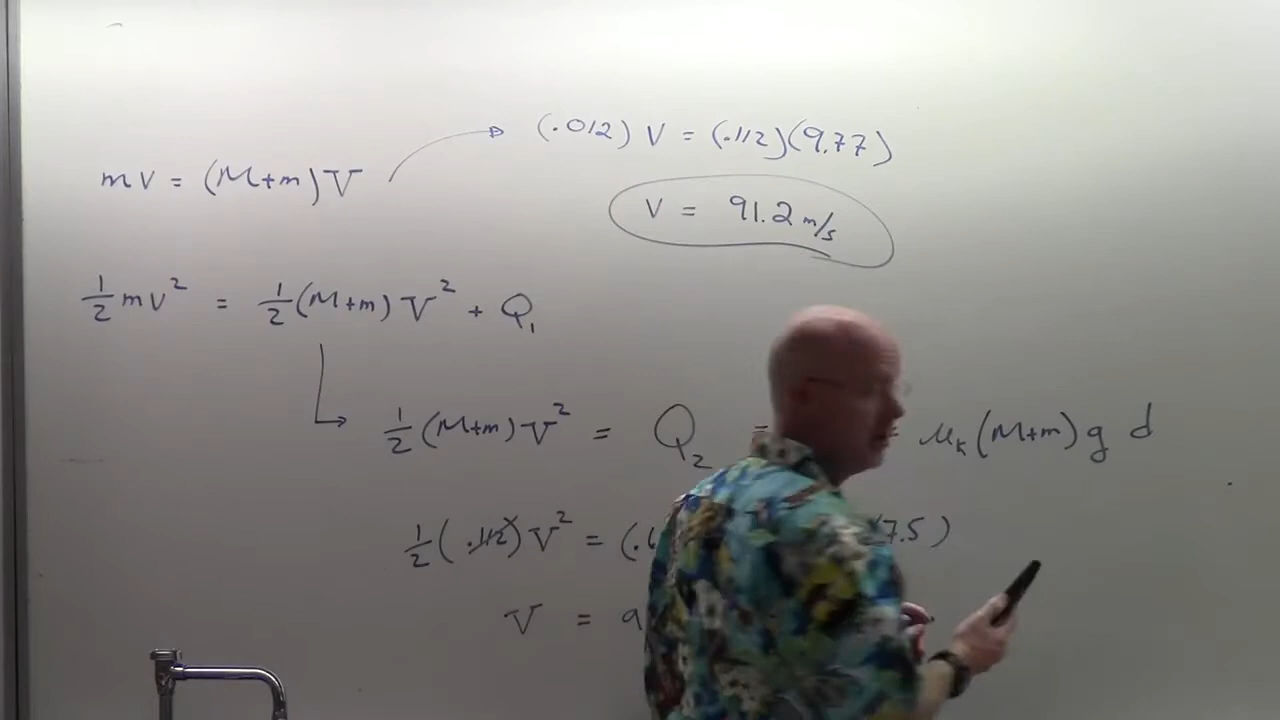 (.012) V = (.112)(9.77)
mv = (M+m)V
V = 91.2 m/s
1/2 mv² = 1/2 (M+m) V² + Q₁
1/2 (M+m) V² = Q₂ = = μₖ(M+m) g d
1/2 (.112) V² = (. 7.5)
V = 9